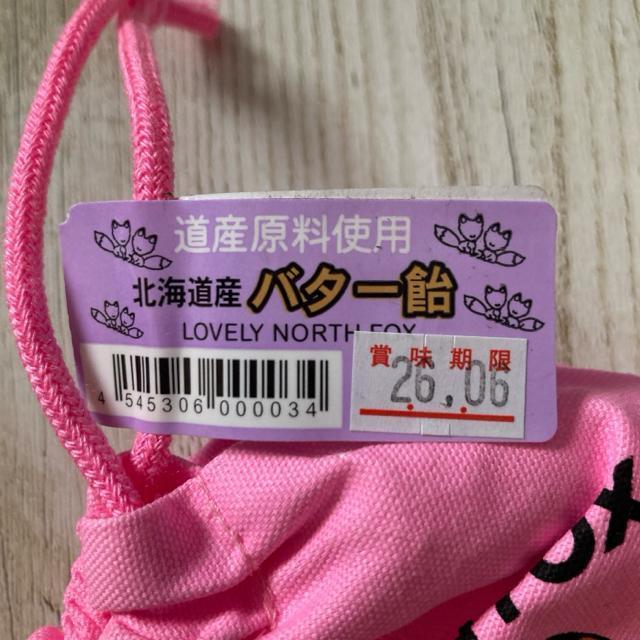 道産原料使用
北海道産 バター飴
LOVELY NORTH FOX
4 545306 000034
賞味期限
26.06
fox